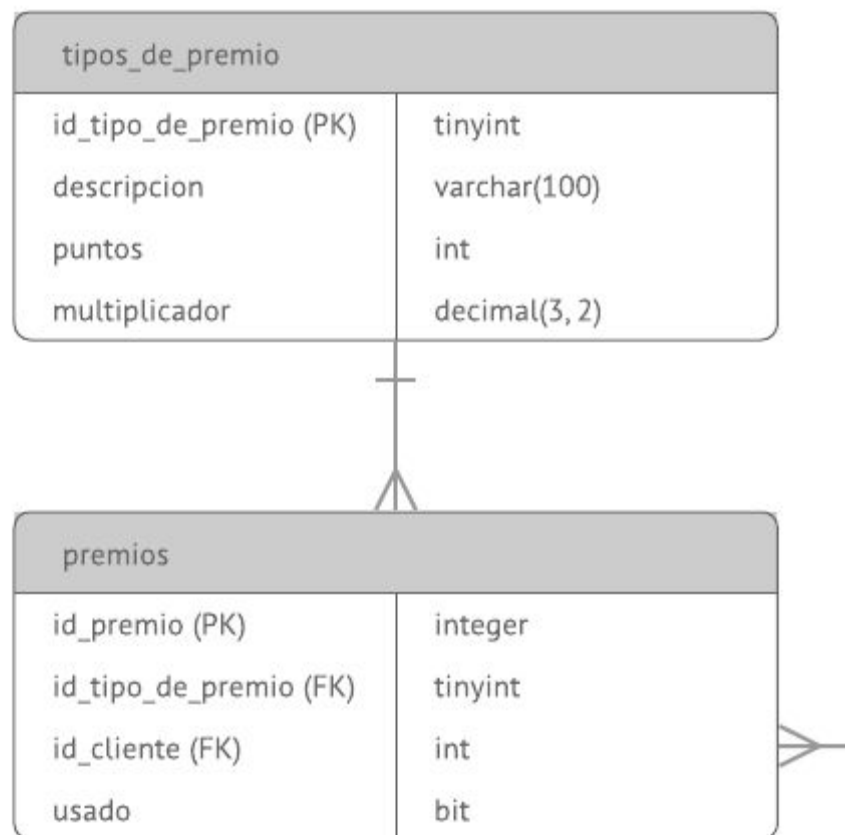 tipos_de_premio
id_tipo_de_premio (PK) tinyint
descripcion varchar(100)
puntos int
multiplicador decimal(3, 2)
premios
id_premio (PK) integer
id_tipo_de_premio (FK) tinyint
id_cliente (FK) int
usado bit